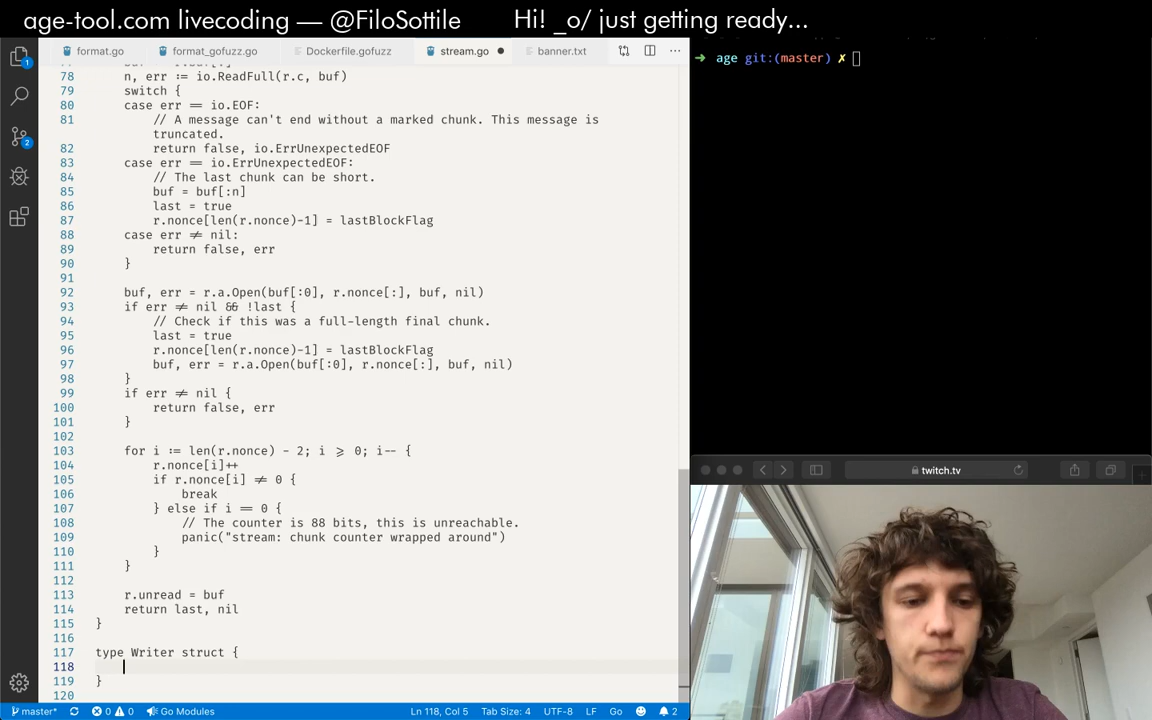 age-tool.com livecoding — @FiloSottile Hi! _o/ just getting ready...
format.go format_gofuzz.go Dockerfile.gofuzz stream.go banner.txt
➜ age git:(master) ✗
78 n, err := io.ReadFull(r.c, buf)
79 switch {
80 case err == io.EOF:
81 // A message can't end without a marked chunk. This message is
truncated.
82 return false, io.ErrUnexpectedEOF
83 case err == io.ErrUnexpectedEOF:
84 // The last chunk can be short.
85 buf = buf[:n]
86 last = true
87 r.nonce[len(r.nonce)-1] = lastBlockFlag
88 case err ≠ nil:
89 return false, err
90 }
91
92 buf, err = r.a.Open(buf[:0], r.nonce[:], buf, nil)
93 if err ≠ nil && !last {
94 // Check if this was a full-length final chunk.
95 last = true
96 r.nonce[len(r.nonce)-1] = lastBlockFlag
97 buf, err = r.a.Open(buf[:0], r.nonce[:], buf, nil)
98 }
99 if err ≠ nil {
100 return false, err
101 }
102
103 for i := len(r.nonce) - 2; i ⩾ 0; i-- {
104 r.nonce[i]++
105 if r.nonce[i] ≠ 0 {
106 break
107 } else if i == 0 {
108 // The counter is 88 bits, this is unreachable.
109 panic("stream: chunk counter wrapped around")
110 }
111 }
112
113 r.unread = buf
114 return last, nil
115 }
116
117 type Writer struct {
118
119 }
120
twitch.tv
1
2
master* 0 0 Go Modules Ln 118, Col 5 Tab Size: 4 UTF-8 LF Go 2